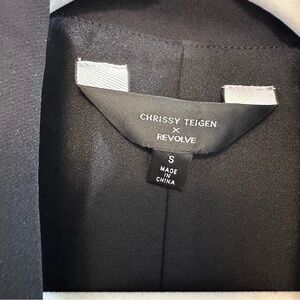 CHRISSY TEIGEN
X
REVOLVE
S
MADE
IN
CHINA